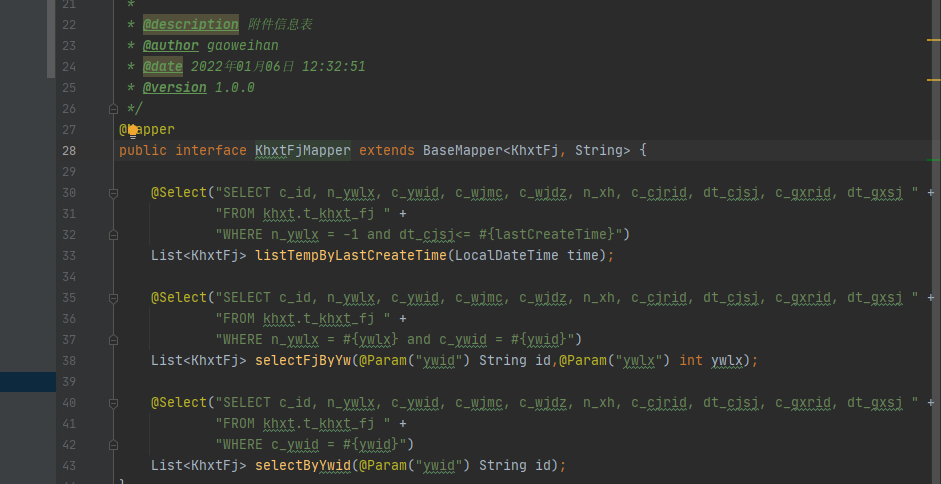 21 *
22 * @description 附件信息表
23 * @author gaoweihan
24 * @date 2022年01月06日 12:32:51
25 * @version 1.0.0
26 */
27 @Mapper
28 public interface KhxtFjMapper extends BaseMapper<KhxtFj, String> {
29
30 @Select("SELECT c_id, n_ywlx, c_ywid, c_wjmc, c_wjdz, n_xh, c_cjrid, dt_cjsj, c_gxrid, dt_gxsj " +
31 "FROM khxt.t_khxt_fj " +
32 "WHERE n_ywlx = -1 and dt_cjsj<= #{lastCreateTime}")
33 List<KhxtFj> listTempByLastCreateTime(LocalDateTime time);
34
35 @Select("SELECT c_id, n_ywlx, c_ywid, c_wjmc, c_wjdz, n_xh, c_cjrid, dt_cjsj, c_gxrid, dt_gxsj " +
36 "FROM khxt.t_khxt_fj " +
37 "WHERE n_ywlx = #{ywlx} and c_ywid = #{ywid}")
38 List<KhxtFj> selectFjByYw(@Param("ywid") String id,@Param("ywlx") int ywlx);
39
40 @Select("SELECT c_id, n_ywlx, c_ywid, c_wjmc, c_wjdz, n_xh, c_cjrid, dt_cjsj, c_gxrid, dt_gxsj " +
41 "FROM khxt.t_khxt_fj " +
42 "WHERE c_ywid = #{ywid}")
43 List<KhxtFj> selectByYwid(@Param("ywid") String id);